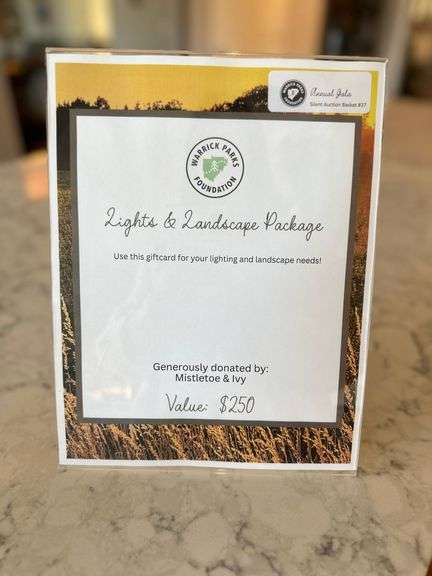 Annual Gala
Silent Auction Basket #37
WARRICK PARKS
FOUNDATION
Lights & Landscape Package
Use this giftcard for your lighting and landscape needs!
Generously donated by:
Mistletoe & Ivy
Value: $250